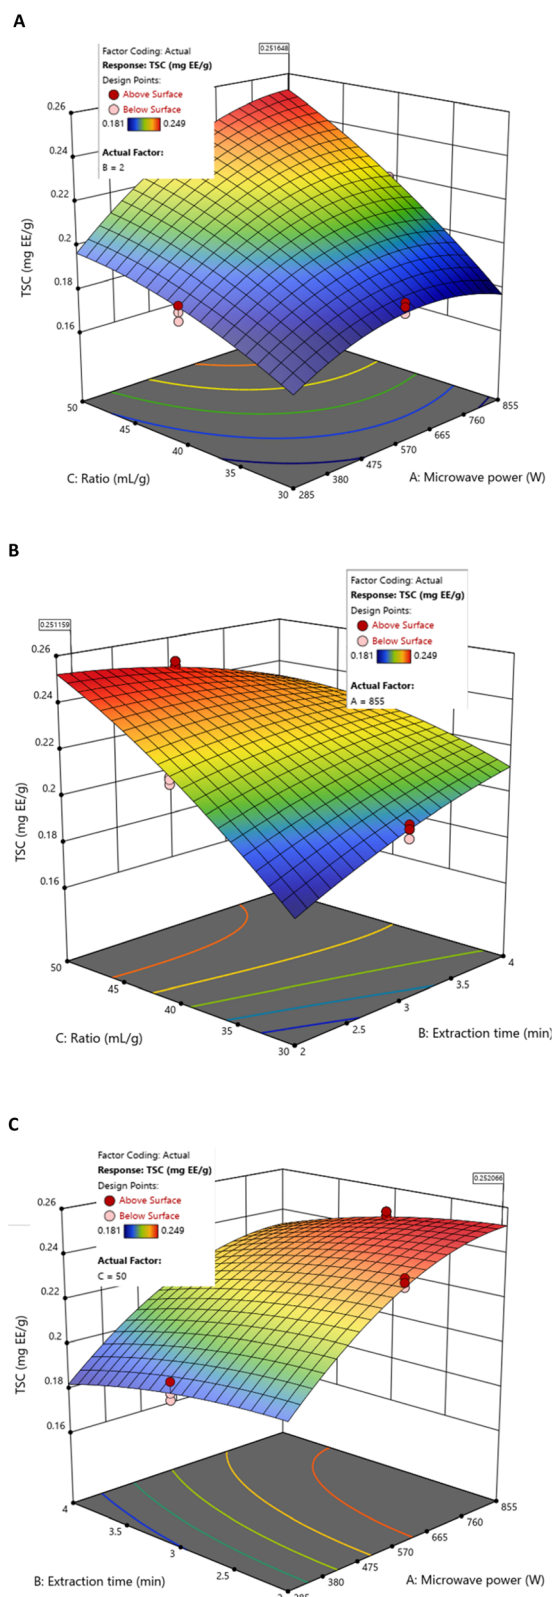 A
Factor Coding: Actual
Response: TSC (mg EE/g)
Design Points:
Above Surface
Below Surface
0.181 0.249
Actual Factor:
B = 2
0.251648
0.26
0.24
0.22
0.2
0.18
0.16
TSC (mg EE/g)
50
45
40
35
30
C: Ratio (mL/g)
285
380
475
570
665
760
855
A: Microwave power (W)
B
Factor Coding: Actual
Response: TSC (mg EE/g)
Design Points:
Above Surface
Below Surface
0.181 0.249
Actual Factor:
A = 855
0.251159
0.26
0.24
0.22
0.2
0.18
0.16
TSC (mg EE/g)
50
45
40
35
30
C: Ratio (mL/g)
2
2.5
3
3.5
4
B: Extraction time (min)
C
Factor Coding: Actual
Response: TSC (mg EE/g)
Design Points:
Above Surface
Below Surface
0.181 0.249
Actual Factor:
C = 50
0.252066
0.26
0.24
0.22
0.2
0.18
0.16
TSC (mg EE/g)
4
3.5
3
2.5
B: Extraction time (min)
380
475
570
665
760
855
A: Microwave power (W)